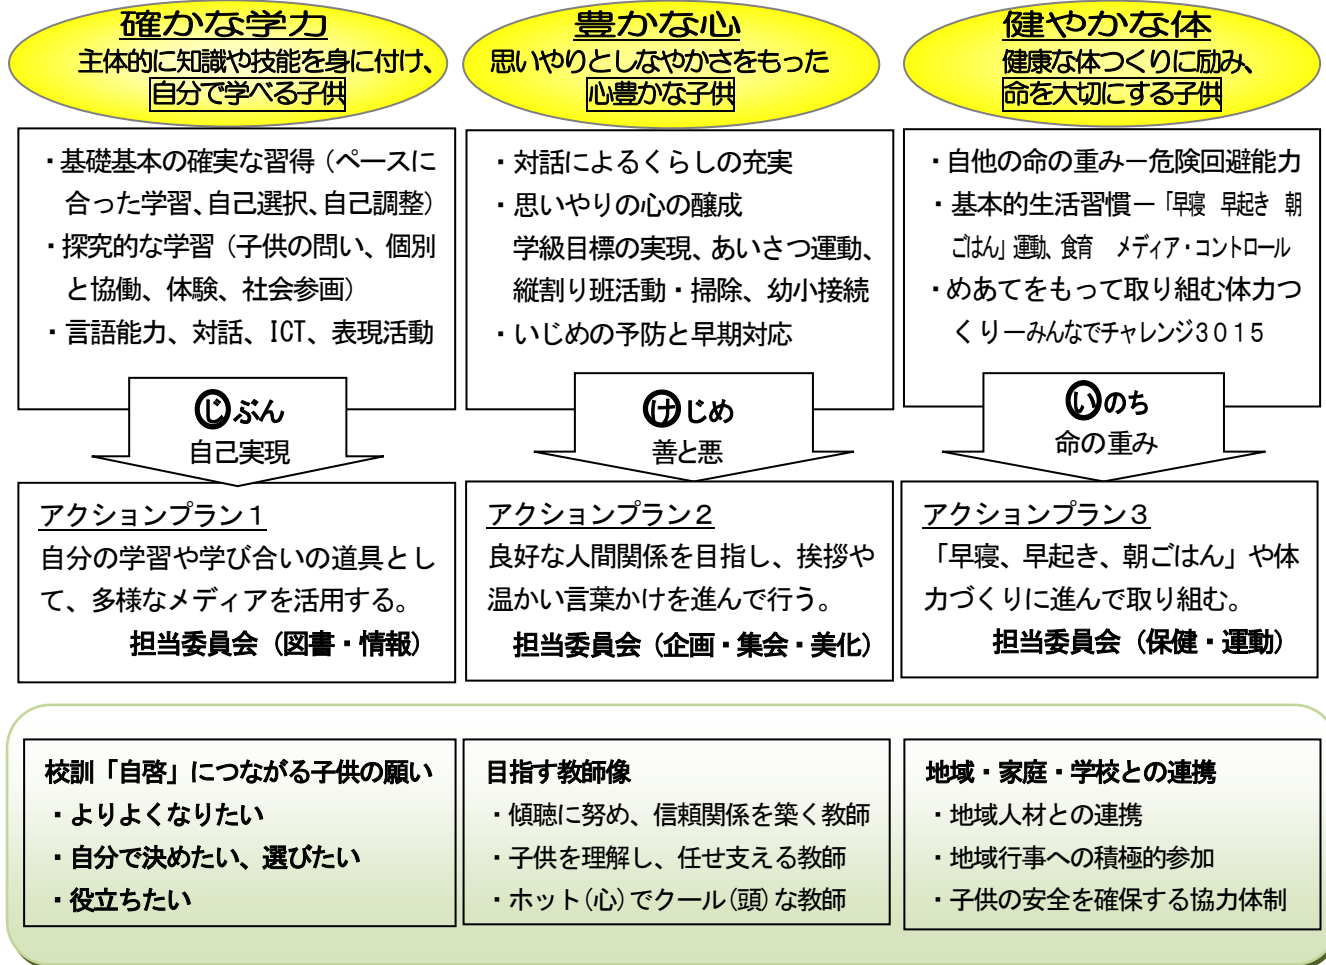 確かな学力
主体的に知識や技能を身に付け、
自分で学べる子供
・基礎基本の確実な習得（ペースに
合った学習、自己選択、自己調整）
・探究的な学習（子供の問い、個別
と協働、体験、社会参画）
・言語能力、対話、ICT、表現活動
じぶん
自己実現
アクションプラン１
自分の学習や学び合いの道具とし
て、多様なメディアを活用する。
担当委員会（図書・情報）
豊かな心
思いやりとしなやかさをもった
心豊かな子供
・対話によるくらしの充実
・思いやりの心の醸成
学級目標の実現、あいさつ運動、
縦割り班活動・掃除、幼小接続
・いじめの予防と早期対応
けじめ
善と悪
アクションプラン２
良好な人間関係を目指し、挨拶や
温かい言葉かけを進んで行う。
担当委員会（企画・集会・美化）
健やかな体
健康な体つくりに励み、
命を大切にする子供
・自他の命の重みー危険回避能力
・基本的生活習慣ー「早寝 早起き 朝
ごはん」運動、食育　メディア・コントロール
・めあてをもって取り組む体力つ
くりーみんなでチャレンジ３０１５
いのち
命の重み
アクションプラン３
「早寝、早起き、朝ごはん」や体
力づくりに進んで取り組む。
担当委員会（保健・運動）
校訓「自啓」につながる子供の願い
・よりよくなりたい
・自分で決めたい、選びたい
・役立ちたい
目指す教師像
・傾聴に努め、信頼関係を築く教師
・子供を理解し、任せ支える教師
・ホット(心)でクール(頭)な教師
地域・家庭・学校との連携
・地域人材との連携
・地域行事への積極的参加
・子供の安全を確保する協力体制